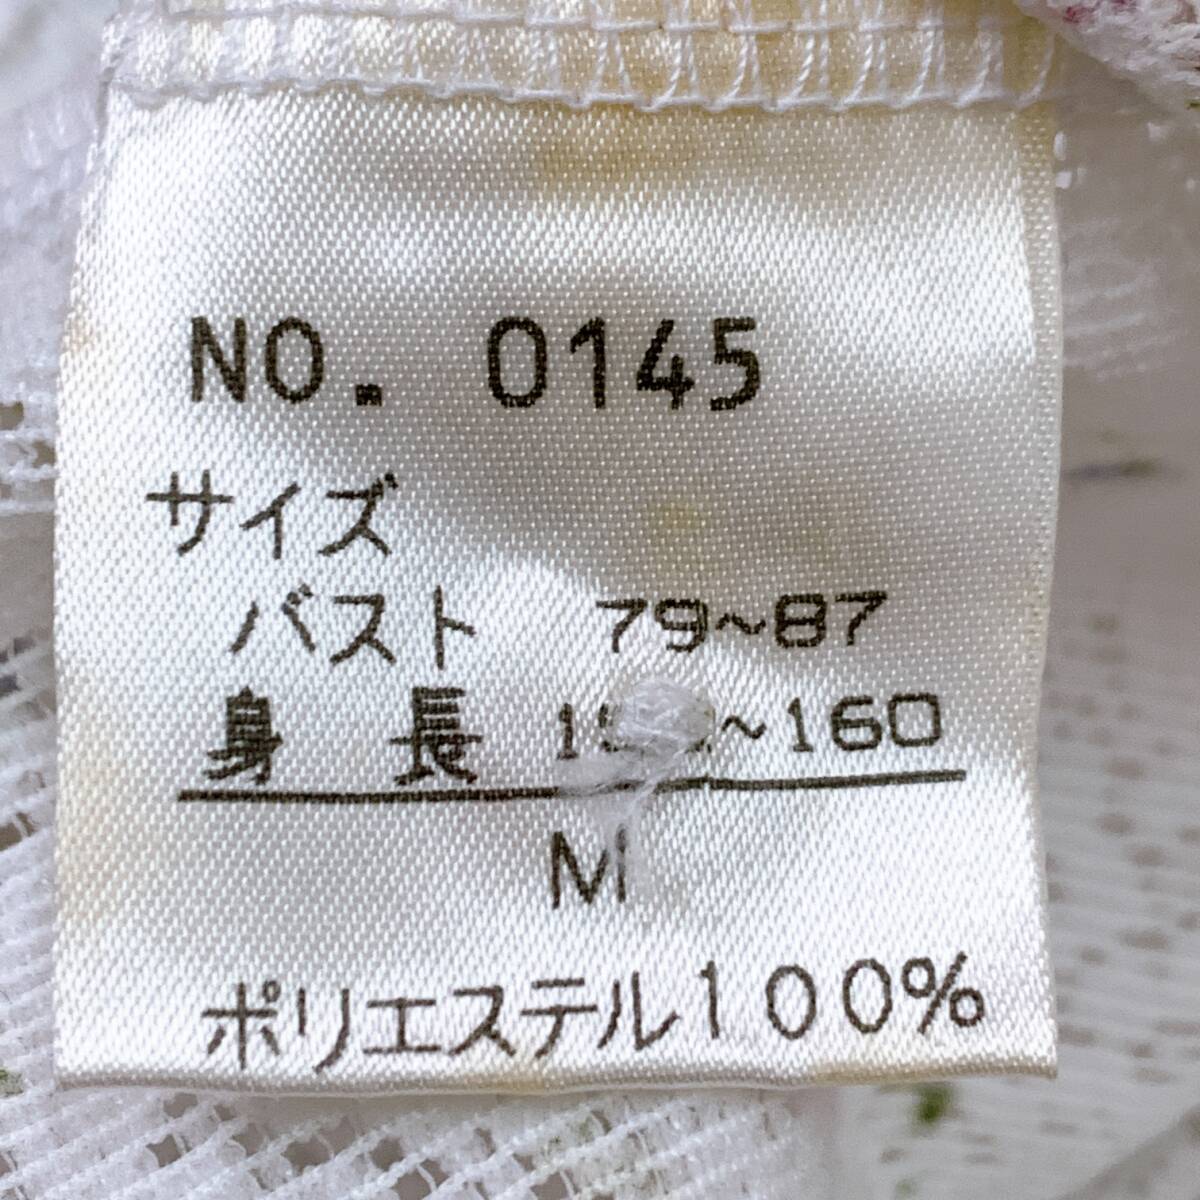 NO. 0145
サイズ
バスト 79~87
身長 ~160
M
ポリエステル100%